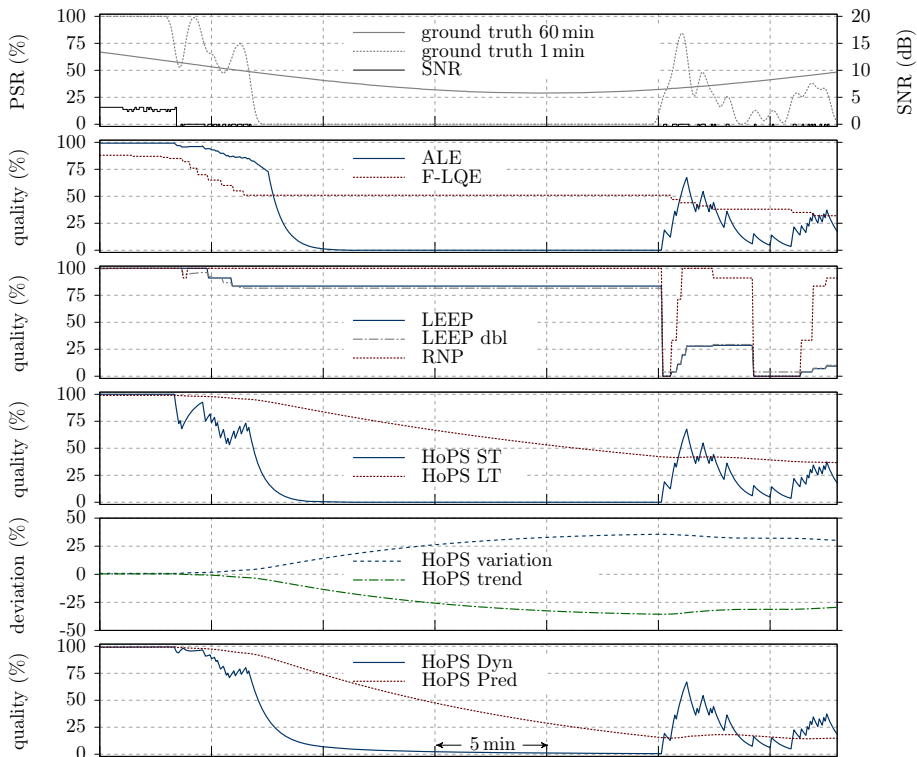 PSR (%)
100
75
50
25
0
ground truth 60 min
ground truth 1 min
SNR
20
15
10
5
0
SNR (dB)
quality (%)
100
75
50
25
0
ALE
F-LQE
quality (%)
100
75
50
25
0
LEEP
LEEP dbl
RNP
quality (%)
100
75
50
25
0
HoPS ST
HoPS LT
deviation (%)
50
25
0
-25
-50
HoPS variation
HoPS trend
quality (%)
100
75
50
25
0
HoPS Dyn
HoPS Pred
5 min